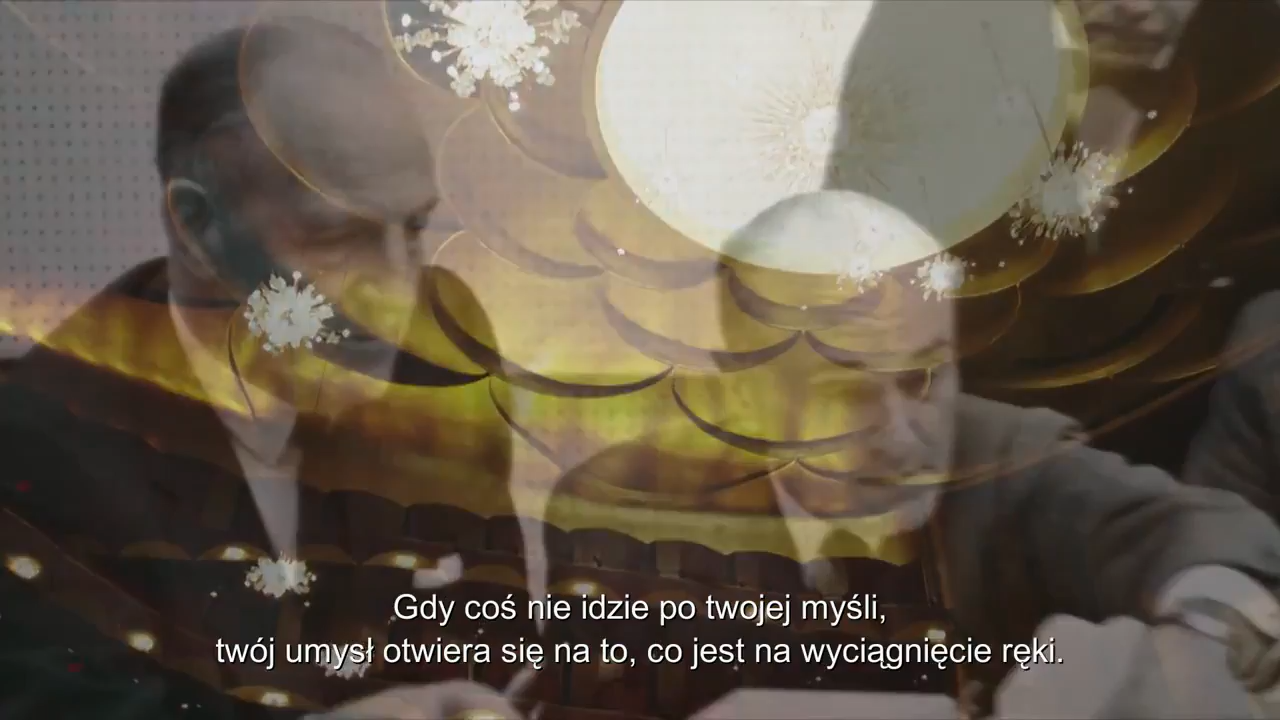 Gdy coś nie idzie po twojej myśli,
twój umysł otwiera się na to, co jest na wyciągnięcie ręki.